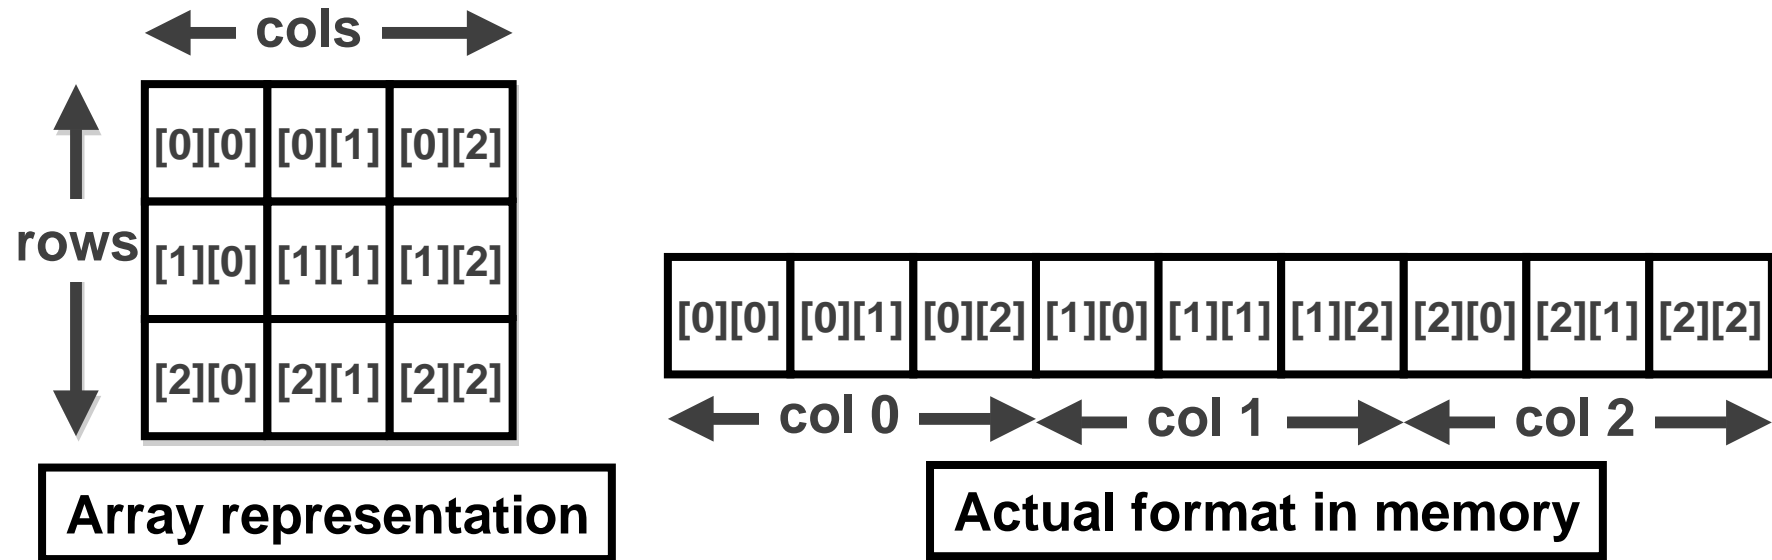 cols
rows
[0][0] [0][1] [0][2]
[1][0] [1][1] [1][2]
[2][0] [2][1] [2][2]
Array representation
[0][0] [0][1] [0][2] [1][0] [1][1] [1][2] [2][0] [2][1] [2][2]
col 0 col 1 col 2
Actual format in memory